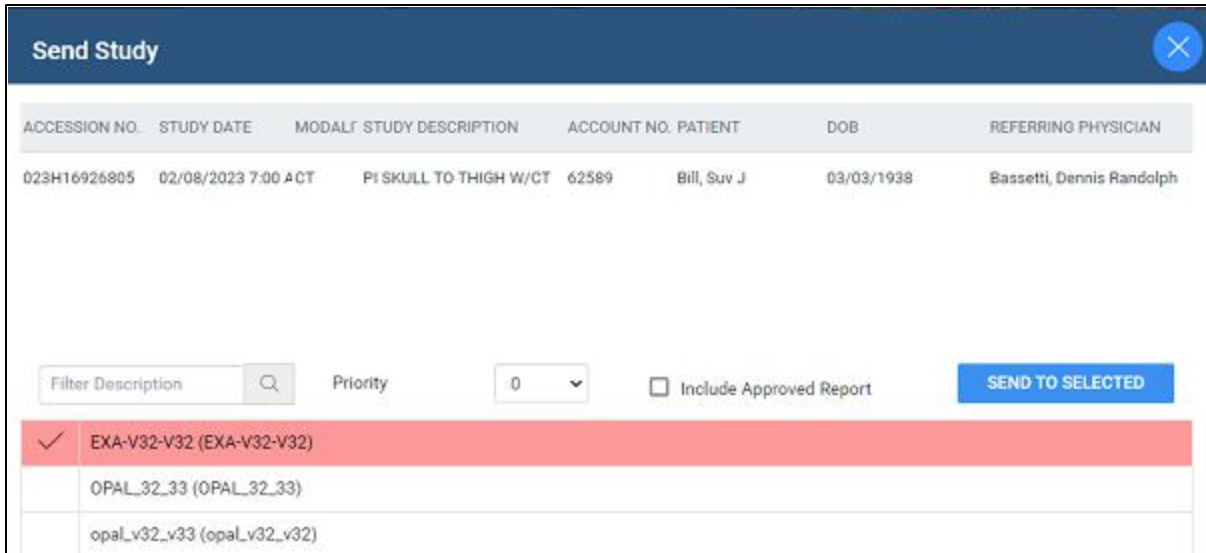 Send Study
ACCESSION NO. STUDY DATE MODALI STUDY DESCRIPTION ACCOUNT NO. PATIENT DOB REFERRING PHYSICIAN
023H16926805 02/08/2023 7:00 A CT PI SKULL TO THIGH W/CT 62589 Bill, Suv J 03/03/1938 Bassetti, Dennis Randolph
Filter Description Priority 0 Include Approved Report SEND TO SELECTED
EXA-V32-V32 (EXA-V32-V32)
OPAL_32_33 (OPAL_32_33)
opal_v32_v33 (opal_v32_v32)